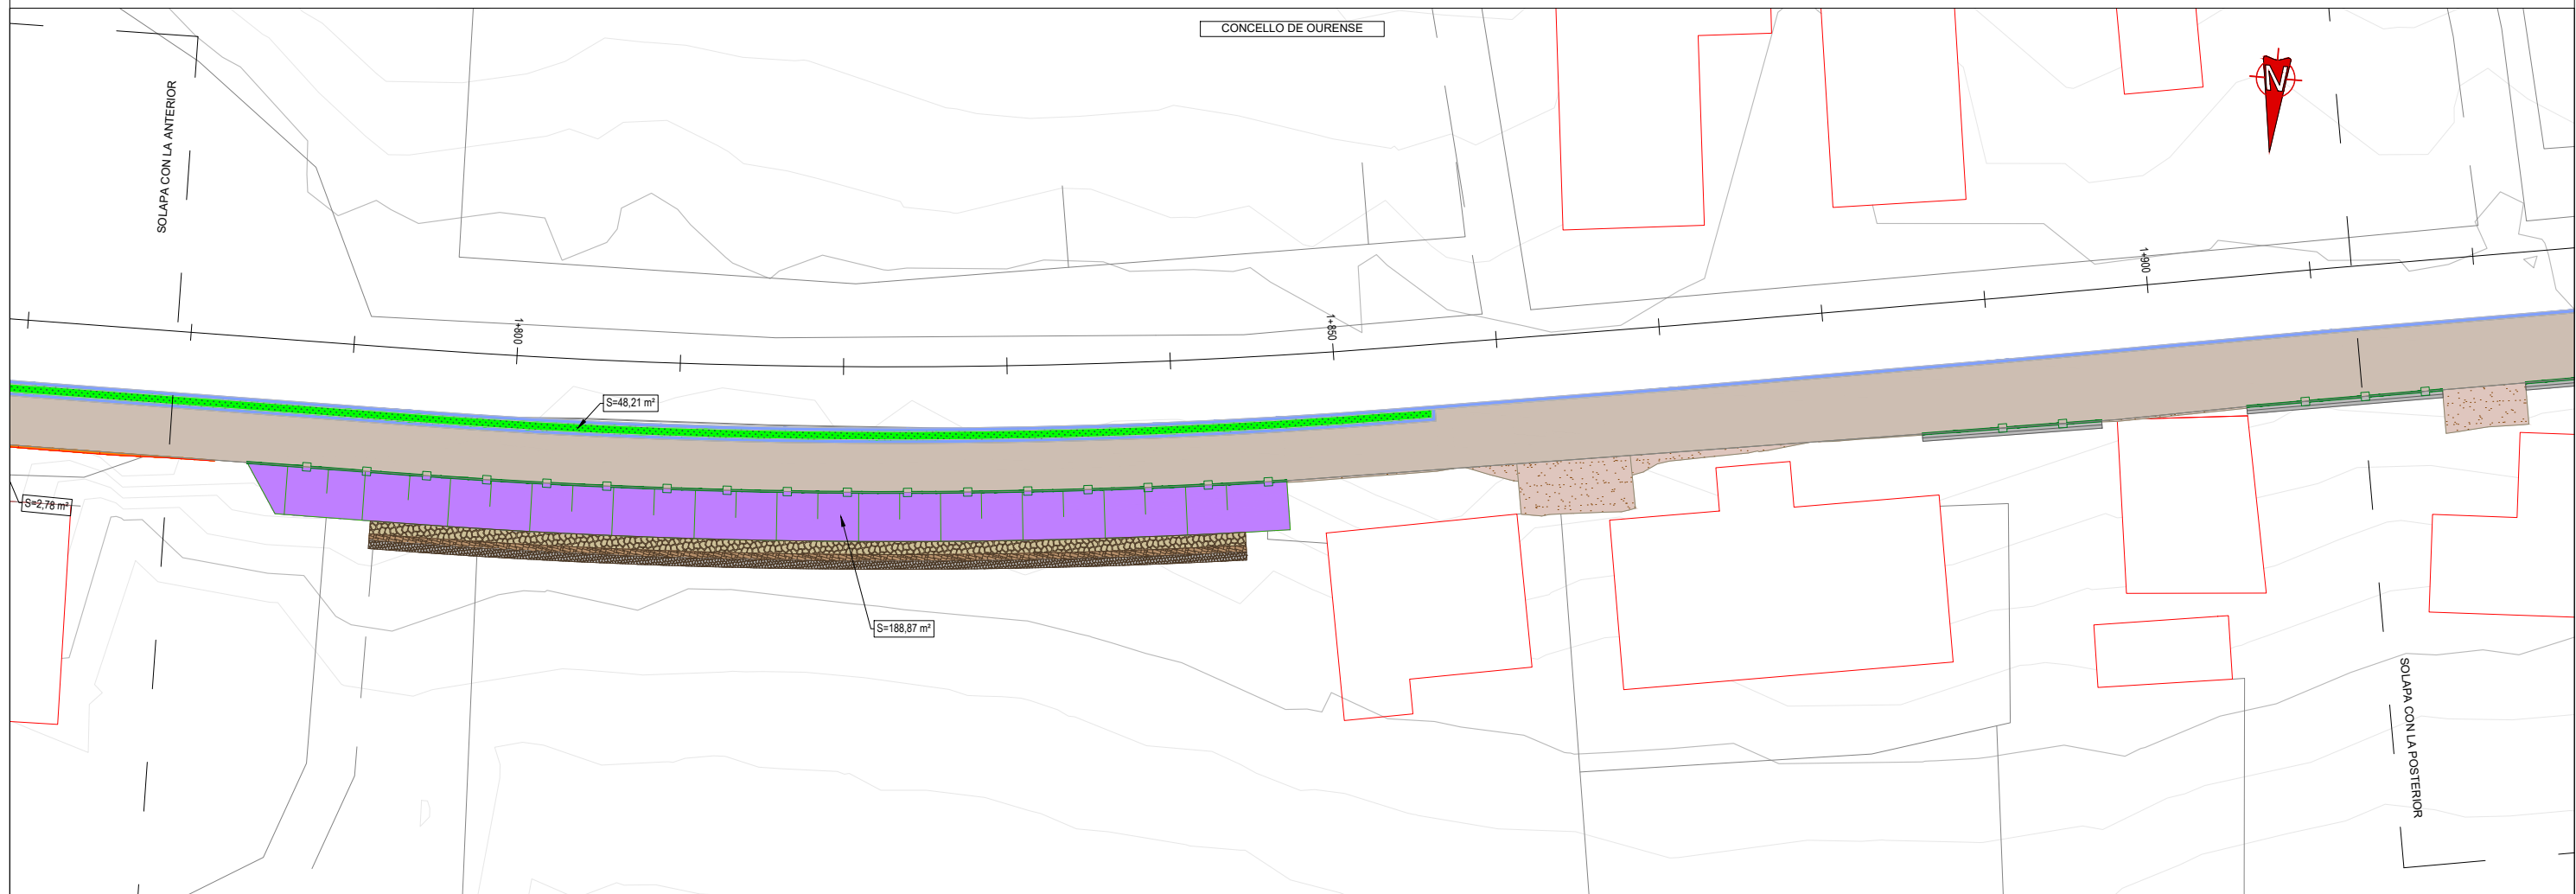 CONCELLO DE OURENSE
N
SOLAPA CON LA ANTERIOR
1+900
1+800
1+850
S=48,21 m²
S=2,78 m²
S=188,87 m²
SOLAPA CON LA POSTERIOR